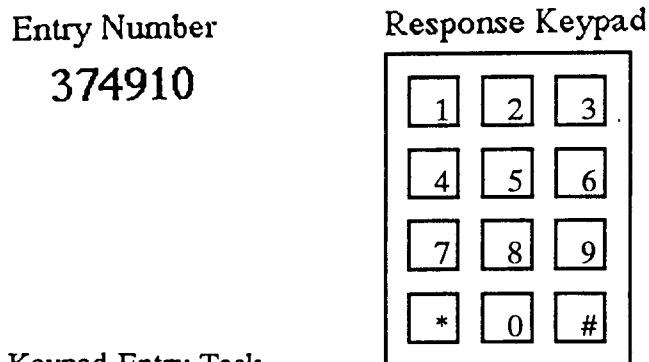 Entry Number
374910
Response Keypad
1 2 3
4 5 6
7 8 9
* 0 #
Keypad Entry Task